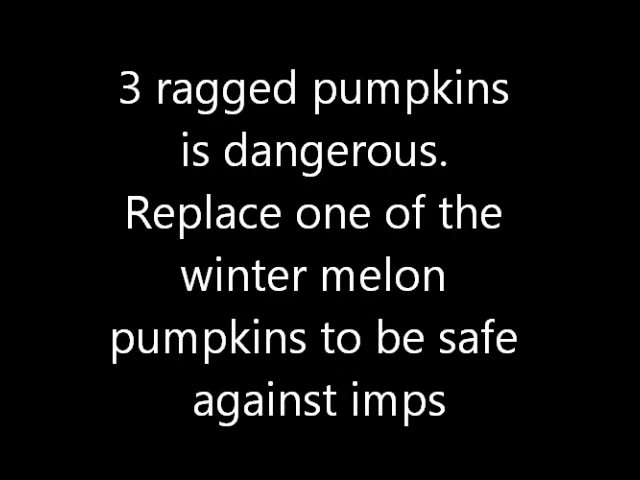 3 ragged pumpkins
is dangerous.
Replace one of the
winter melon
pumpkins to be safe
against imps